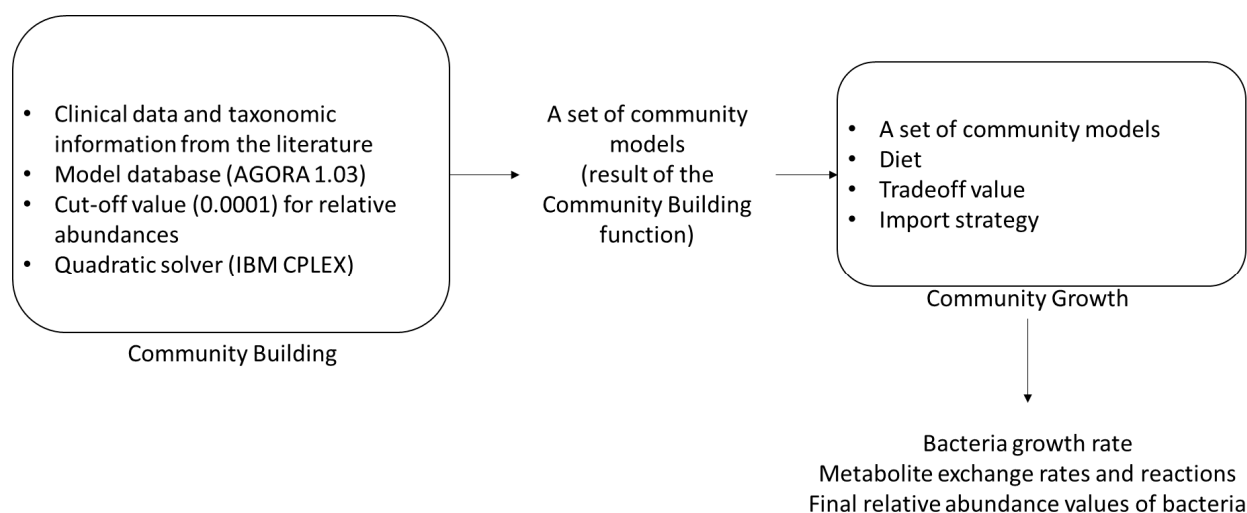 • Clinical data and taxonomic
information from the literature
• Model database (AGORA 1.03)
• Cut-off value (0.0001) for relative
abundances
• Quadratic solver (IBM CPLEX)
Community Building
A set of community
models
(result of the
Community Building
function)
• A set of community models
• Diet
• Tradeoff value
• Import strategy
Community Growth
Bacteria growth rate
Metabolite exchange rates and reactions
Final relative abundance values of bacteria